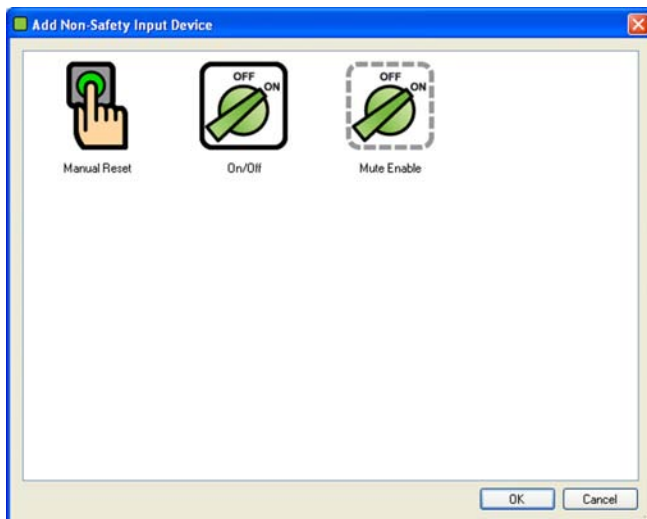 Add Non-Safety Input Device
OFF
ON
OFF
ON
Manual Reset
On/Off
Mute Enable
OK
Cancel